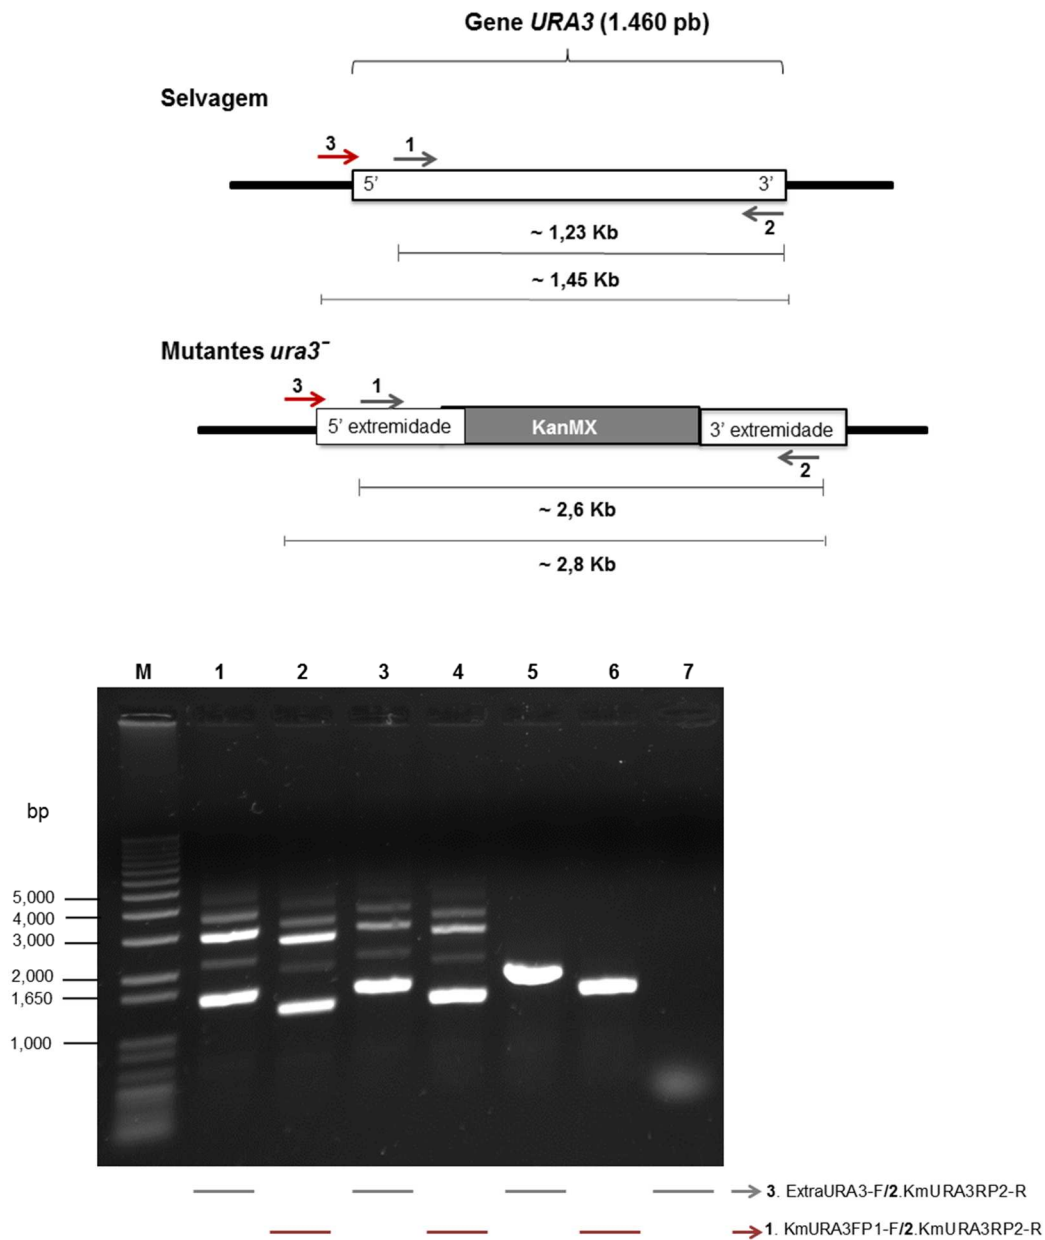 Gene URA3 (1.460 pb)
Selvagem
3
1
5’
3’
2
~ 1,23 Kb
~ 1,45 Kb
Mutantes ura3⁻
3
1
5’ extremidade
KanMX
3’ extremidade
2
~ 2,6 Kb
~ 2,8 Kb
M 1 2 3 4 5 6 7
bp
5,000
4,000
3,000
2,000
1,650
1,000
3. ExtraURA3-F/2.KmURA3RP2-R
1. KmURA3FP1-F/2.KmURA3RP2-R